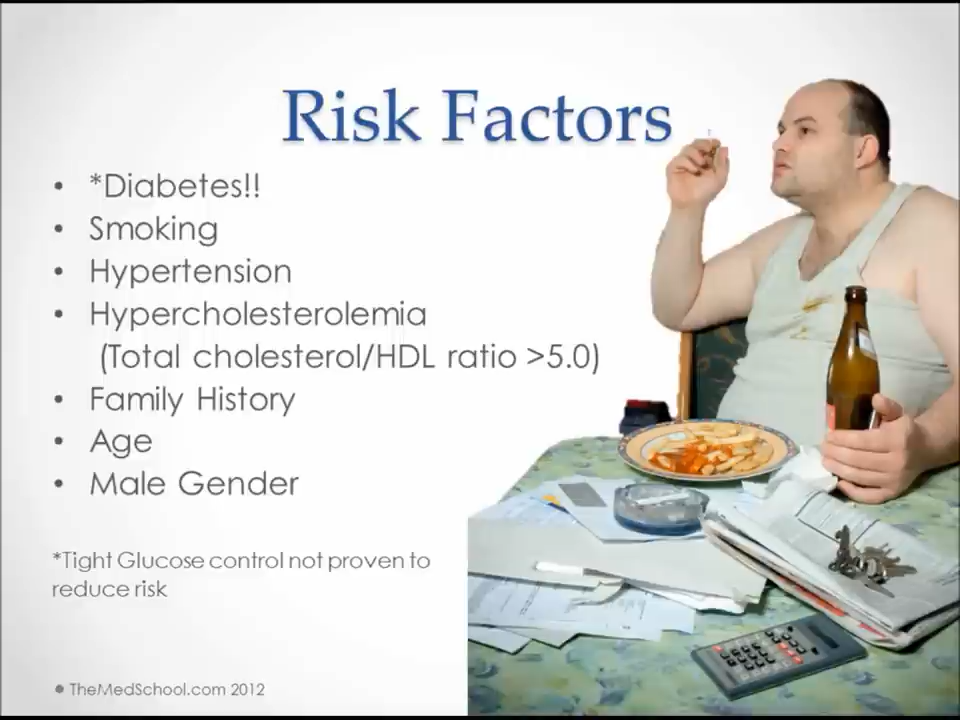 Risk Factors
• *Diabetes!!
• Smoking
• Hypertension
• Hypercholesterolemia
(Total cholesterol/HDL ratio >5.0)
• Family History
• Age
• Male Gender
*Tight Glucose control not proven to
reduce risk
• TheMedSchool.com 2012